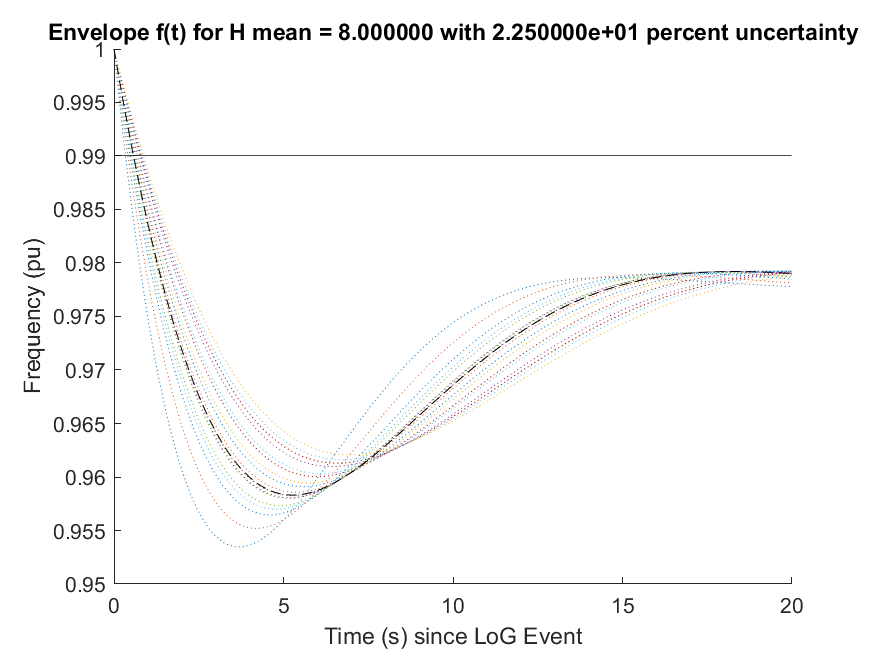 Envelope f(t) for H mean = 8.000000 with 2.250000e+01 percent uncertainty
1
0.995
0.99
0.985
0.98
0.975
0.97
0.965
0.96
0.955
0.95
Frequency (pu)
0 5 10 15 20
Time (s) since LoG Event